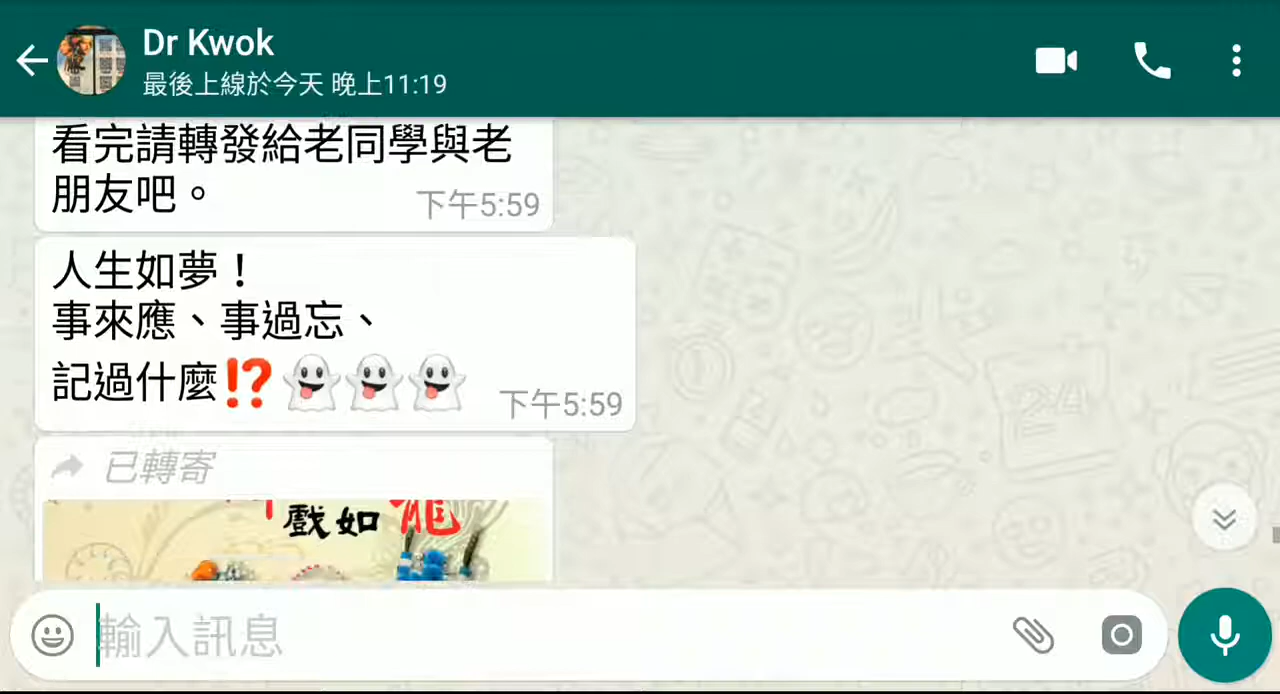 Dr Kwok
最後上線於今天 晚上11:19
看完請轉發給老同學與老
朋友吧。
下午5:59
人生如夢！
事來應、事過忘、
記過什麼⁉️👻👻👻
下午5:59
已轉寄
戲如
輸入訊息